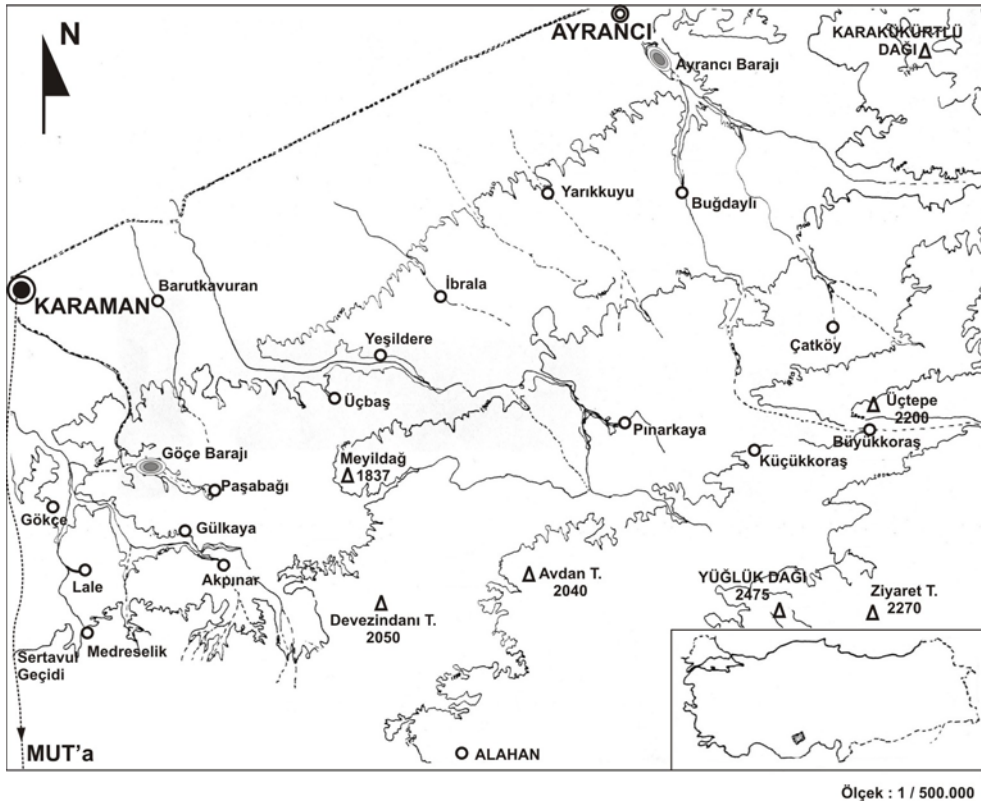 N
AYRANCI
KARAKÜKÜRTLÜ
DAĞI
Ayrancı Barajı
Yarıkkuyu
Buğdaylı
KARAMAN
Barutkavuran
İbrala
Yeşildere
Çatköy
Üçbaş
Üçtepe
2200
Pınarkaya
Büyükkoraş
Küçükkoraş
Göçe Barajı
Meyildağ
1837
Paşabağı
Gökçe
Gülkaya
Lale
Akpınar
Avdan T.
2040
YÜĞLÜK DAĞI
2475
Ziyaret T.
2270
Devezindanı T.
2050
Medreselik
Sertavul
Geçidi
MUT'a
ALAHAN
Ölçek : 1 / 500.000